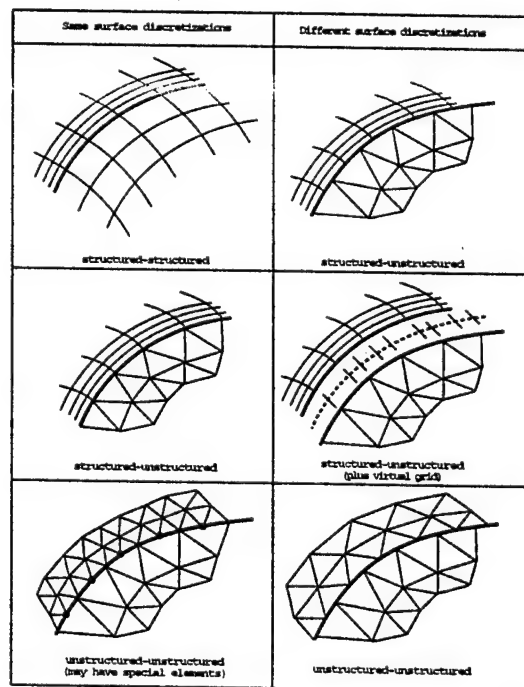 Same surface discretizations
Different surface discretizations
structured-structured
structured-unstructured
structured-unstructured
structured-unstructured
(plus virtual grid)
unstructured-unstructured
(may have special elements)
unstructured-unstructured